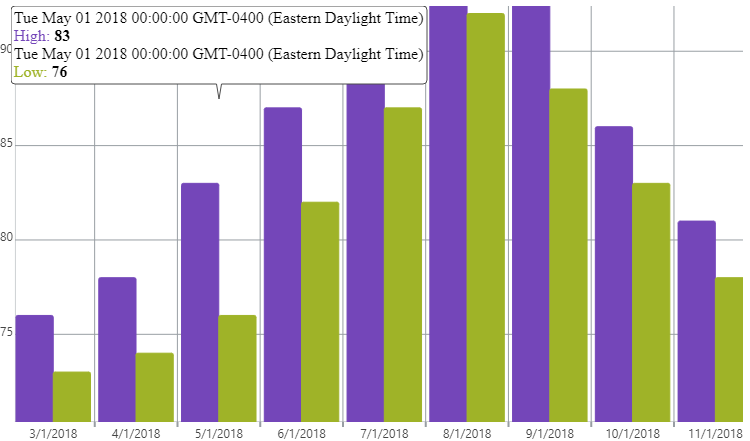 Tue May 01 2018 00:00:00 GMT-0400 (Eastern Daylight Time)
High: 83
Tue May 01 2018 00:00:00 GMT-0400 (Eastern Daylight Time)
Low: 76
90
85
80
75
3/1/2018 4/1/2018 5/1/2018 6/1/2018 7/1/2018 8/1/2018 9/1/2018 10/1/2018 11/1/2018